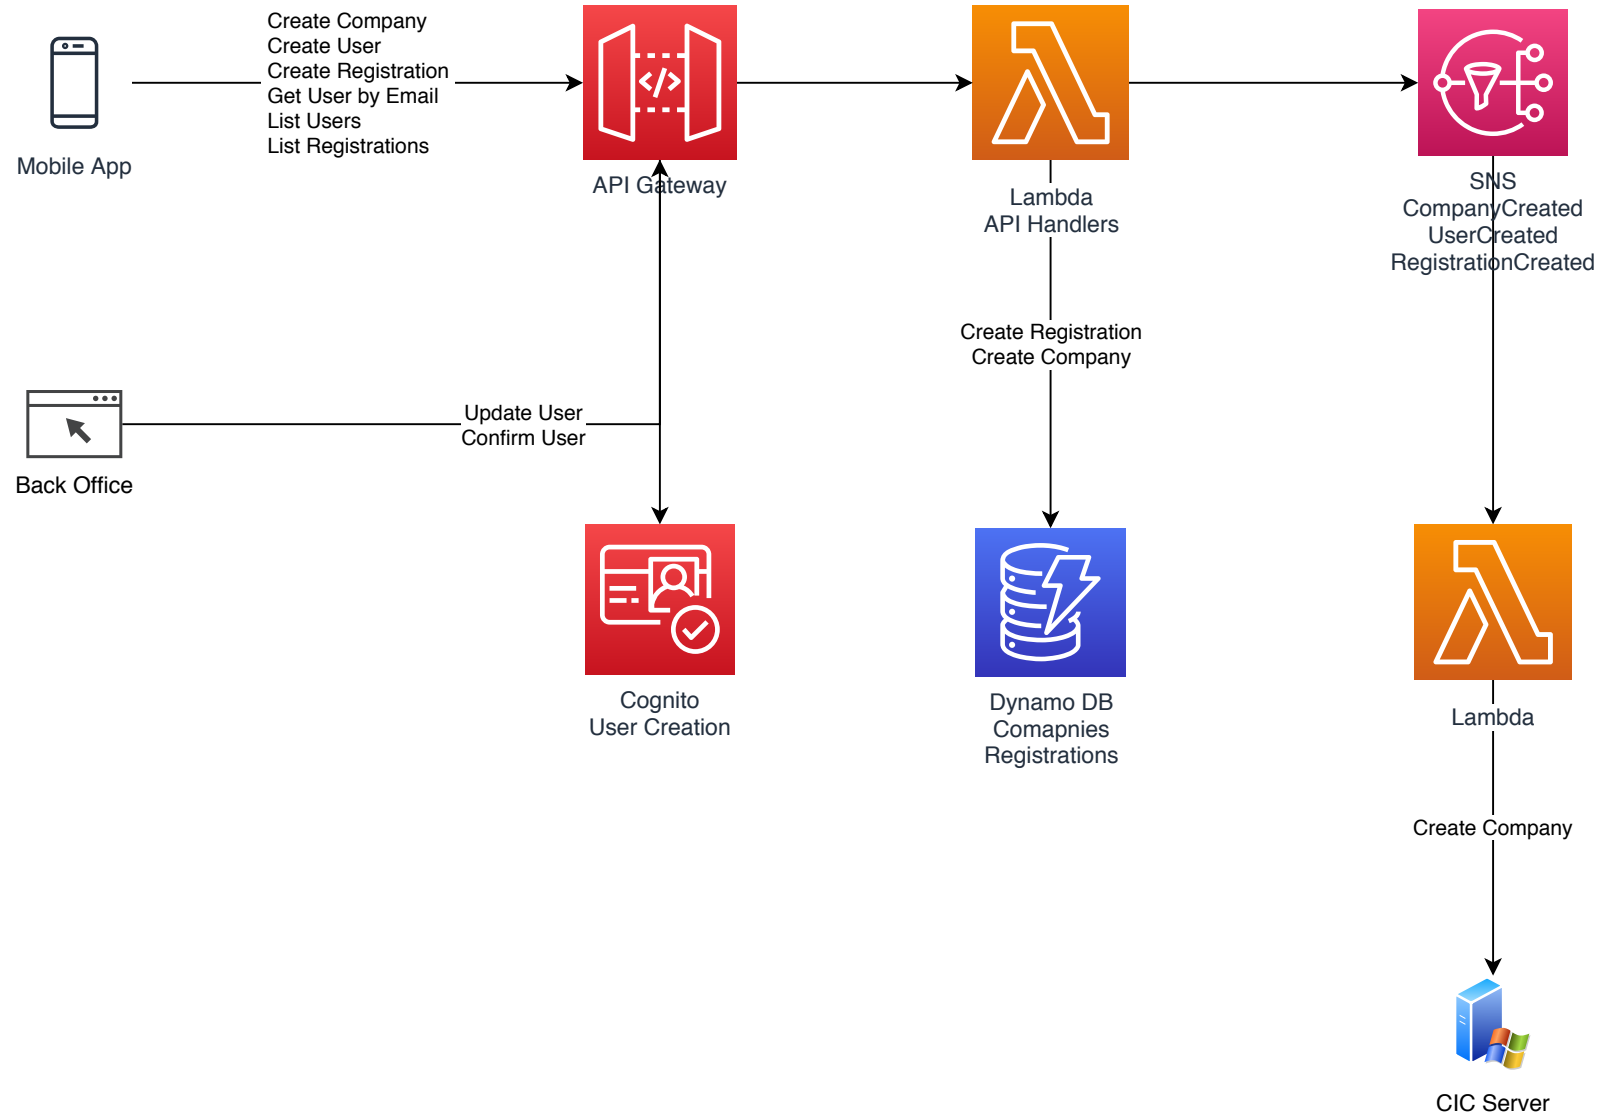 Create Company
Create User
Create Registration
Get User by Email
List Users
List Registrations
Mobile App
API Gateway
Lambda
API Handlers
SNS
CompanyCreated
UserCreated
RegistrationCreated
Create Registration
Create Company
Update User
Confirm User
Back Office
Cognito
User Creation
Dynamo DB
Comapnies
Registrations
Lambda
Create Company
CIC Server